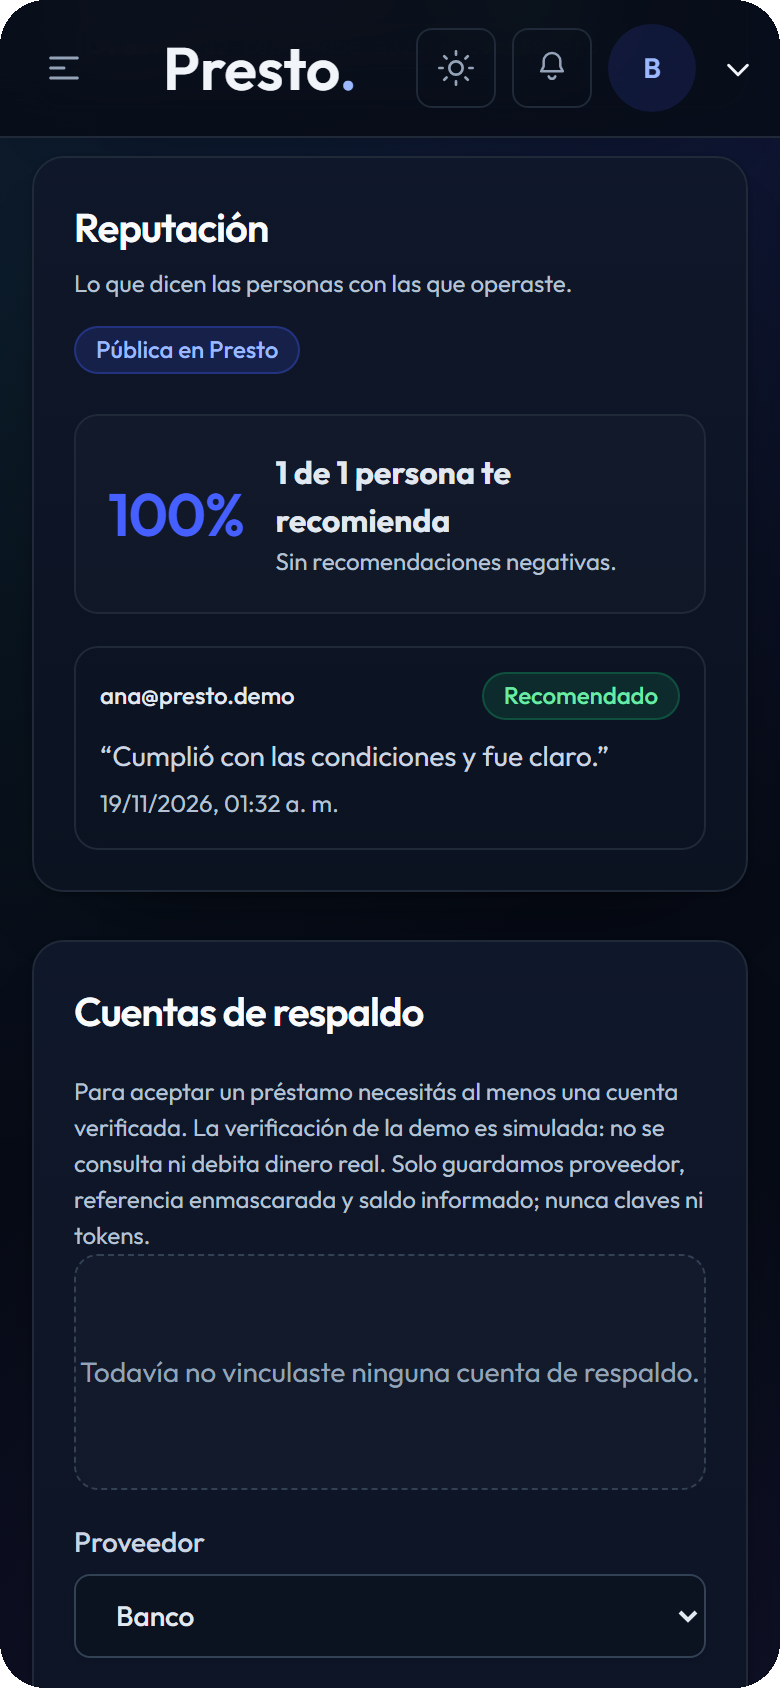 Presto.
B
Reputación
Lo que dicen las personas con las que operaste.
Pública en Presto
100%
1 de 1 persona te
recomienda
Sin recomendaciones negativas.
ana@presto.demo
Recomendado
“Cumplió con las condiciones y fue claro.”
19/11/2026, 01:32 a. m.
Cuentas de respaldo
Para aceptar un préstamo necesitás al menos una cuenta
verificada. La verificación de la demo es simulada: no se
consulta ni debita dinero real. Solo guardamos proveedor,
referencia enmascarada y saldo informado; nunca claves ni
tokens.
Todavía no vinculaste ninguna cuenta de respaldo.
Proveedor
Banco